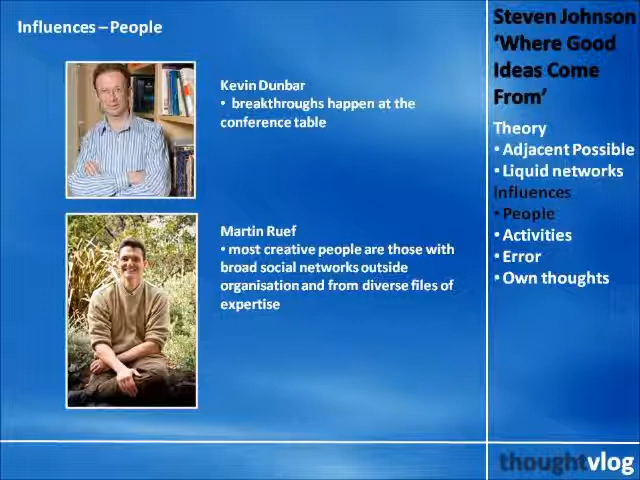 Influences – People
Kevin Dunbar
• breakthroughs happen at the
conference table
Martin Ruef
• most creative people are those with
broad social networks outside
organisation and from diverse files of
expertise
Steven Johnson
‘Where Good
Ideas Come
From’
Theory
• Adjacent Possible
• Liquid networks
Influences
• People
• Activities
• Error
• Own thoughts
thoughtvlog